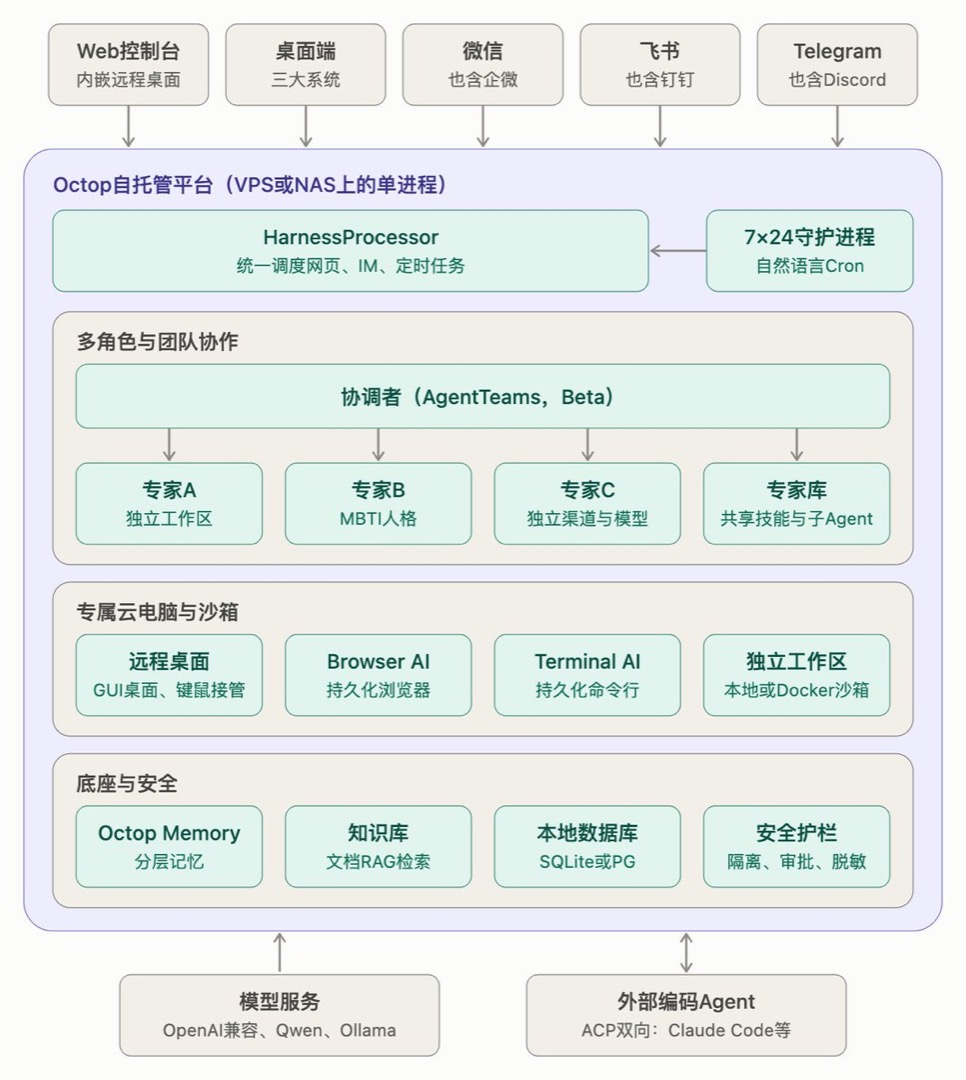 Web控制台
内嵌远程桌面
桌面端
三大系统
微信
也含企微
飞书
也含钉钉
Telegram
也含Discord
Octop自托管平台（VPS或NAS上的单进程）
HarnessProcessor
统一调度网页、IM、定时任务
7×24守护进程
自然语言Cron
多角色与团队协作
协调者（AgentTeams，Beta）
专家A
独立工作区
专家B
MBTI人格
专家C
独立渠道与模型
专家库
共享技能与子Agent
专属云电脑与沙箱
远程桌面
GUI桌面、键鼠接管
Browser AI
持久化浏览器
Terminal AI
持久化命令行
独立工作区
本地或Docker沙箱
底座与安全
Octop Memory
分层记忆
知识库
文档RAG检索
本地数据库
SQLite或PG
安全护栏
隔离、审批、脱敏
模型服务
OpenAI兼容、Qwen、Ollama
外部编码Agent
ACP双向：Claude Code等